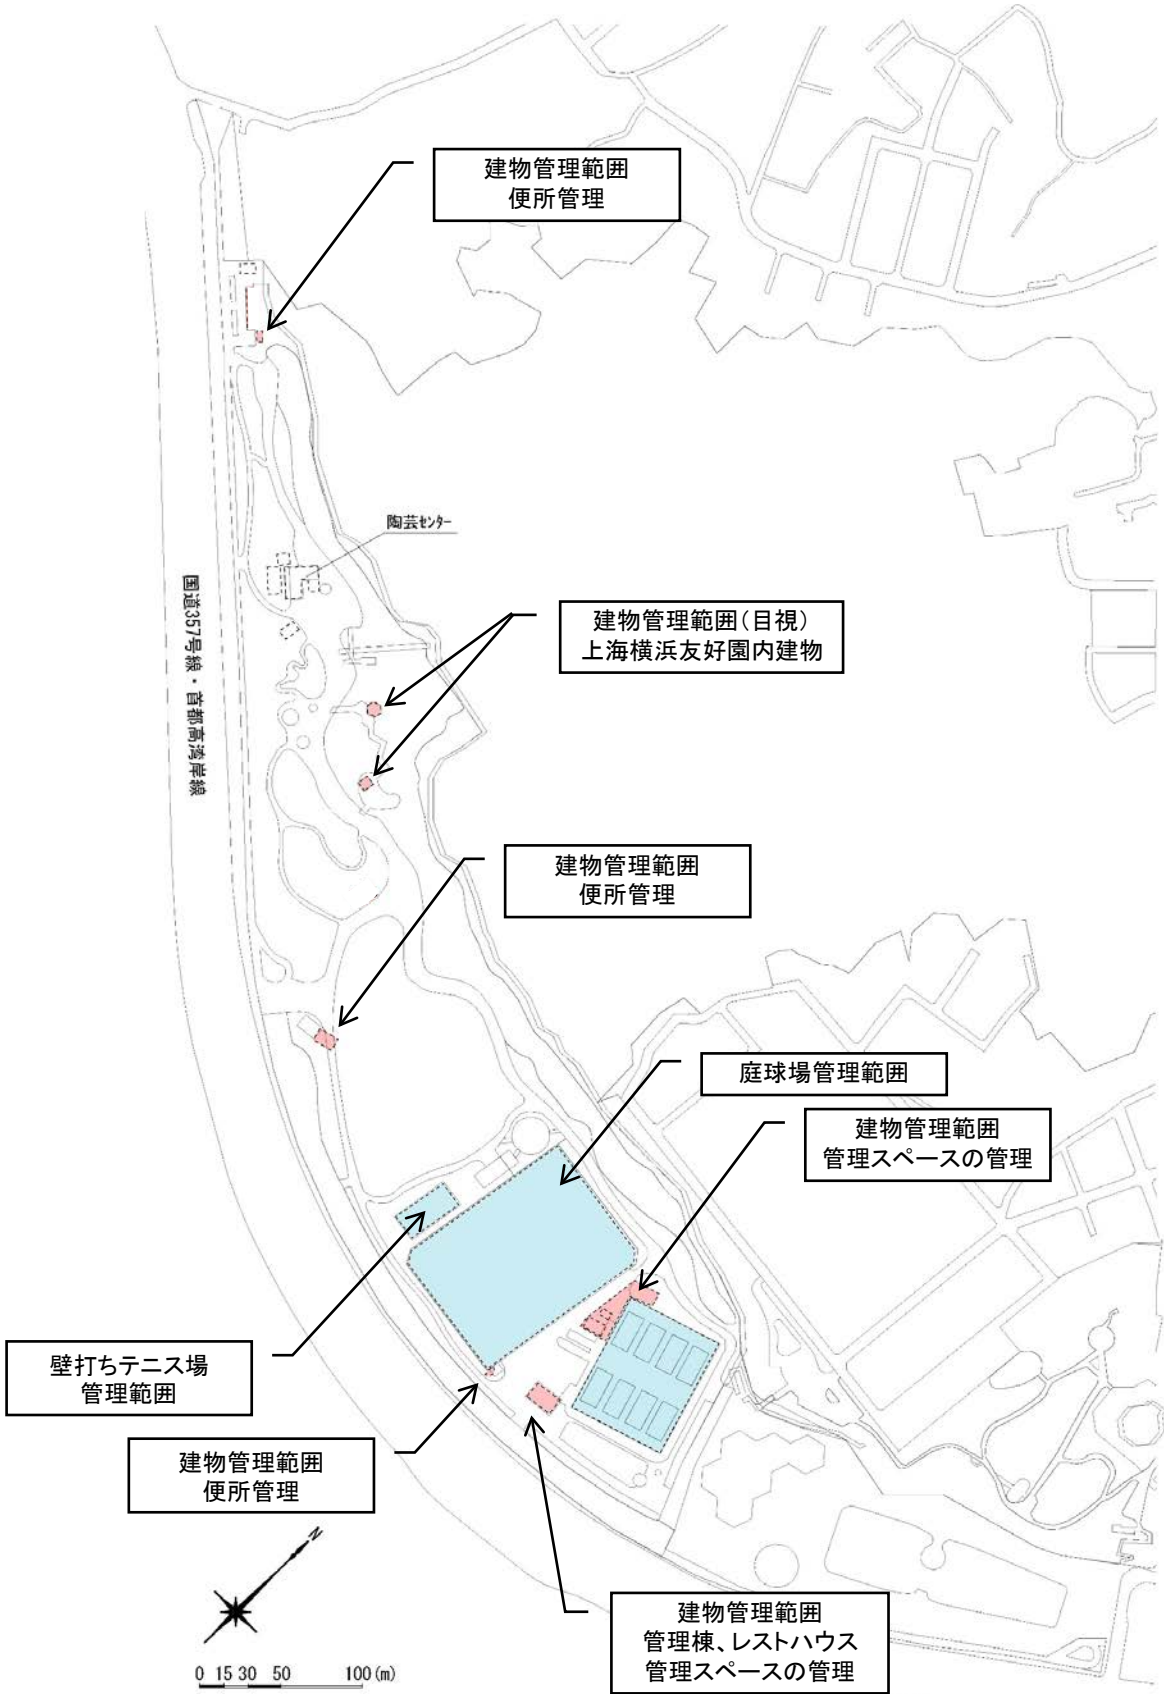 建物管理範囲
便所管理
陶芸センター
国道357号線・首都高湾岸線
建物管理範囲(目視)
上海横浜友好園内建物
建物管理範囲
便所管理
庭球場管理範囲
建物管理範囲
管理スペースの管理
壁打ちテニス場
管理範囲
建物管理範囲
便所管理
建物管理範囲
管理棟、レストハウス
管理スペースの管理
N
0 15 30 50 100(m)